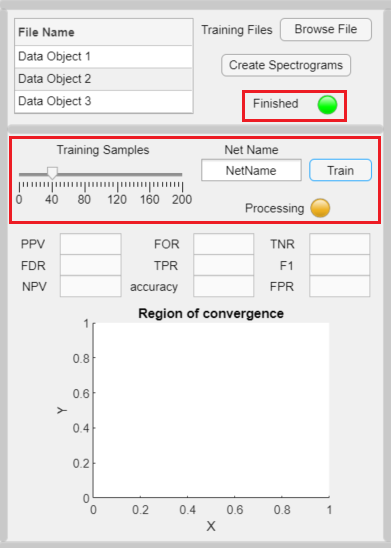 File Name
Training Files
Browse File
Data Object 1
Data Object 2
Data Object 3
Create Spectrograms
Finished
Training Samples
0 40 80 120 160 200
Net Name
NetName
Train
Processing
PPV FOR TNR
FDR TPR F1
NPV accuracy FPR
Region of convergence
1
0.8
0.6
0.4
0.2
0
Y
0 0.2 0.4 0.6 0.8 1
X